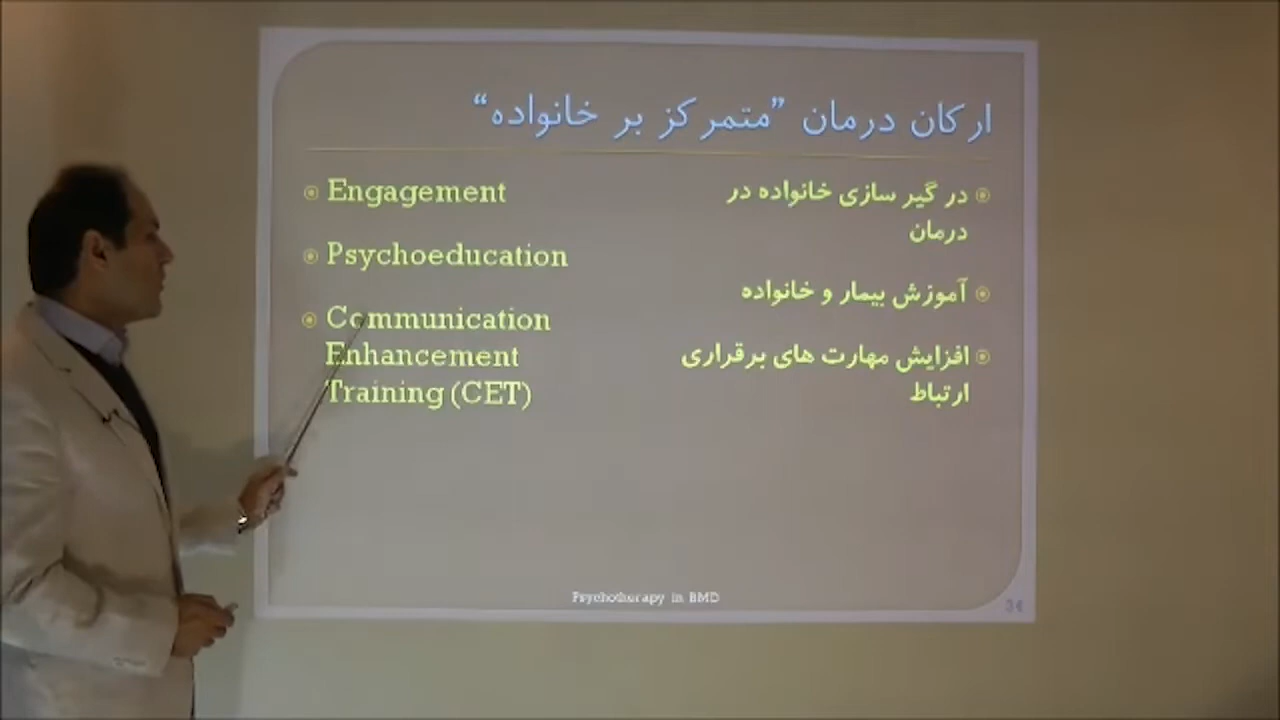 ارکان درمان ”متمرکز بر خانواده“
Engagement
Psychoeducation
Communication
Enhancement
Training (CET)
در گیر سازی خانواده در
درمان
آموزش بیمار و خانواده
افزایش مهارت های برقراری
ارتباط
Psychotherapy in BMD
34